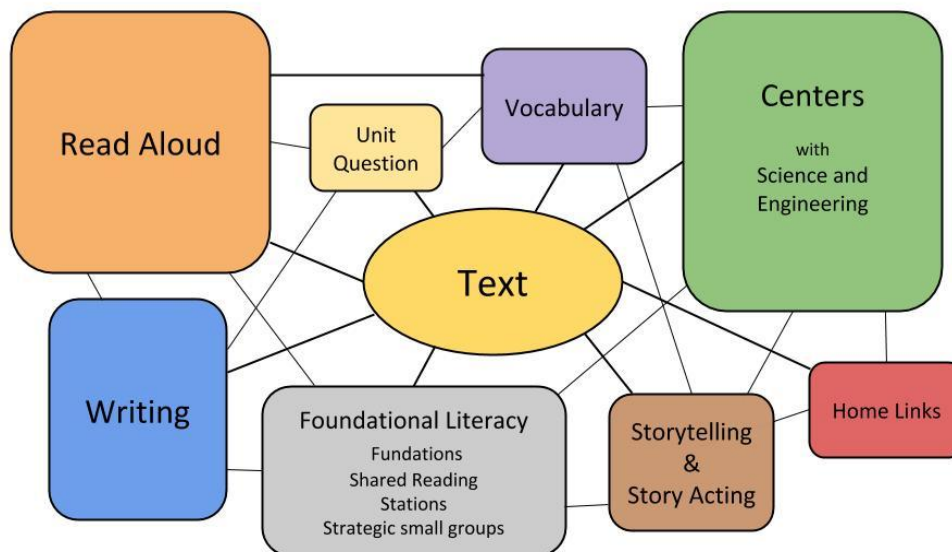 Read Aloud
Unit
Question
Vocabulary
Centers
with
Science and
Engineering
Text
Writing
Foundational Literacy
Fundations
Shared Reading
Stations
Strategic small groups
Storytelling
&
Story Acting
Home Links